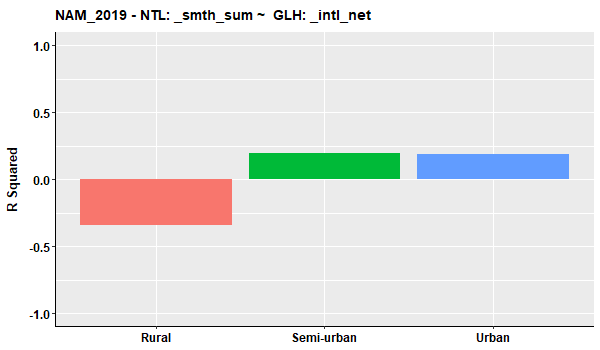 NAM_2019 - NTL: _smth_sum ~  GLH: _intl_net
R Squared
1.0
0.5
0.0
-0.5
-1.0
Rural Semi-urban Urban